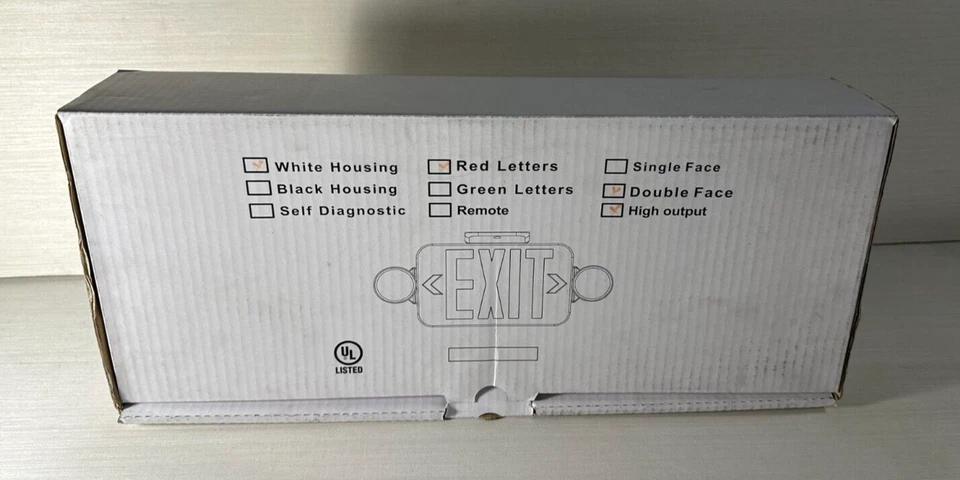 White Housing Red Letters Single Face
Black Housing Green Letters Double Face
Self Diagnostic Remote High output
EXIT
UL
LISTED